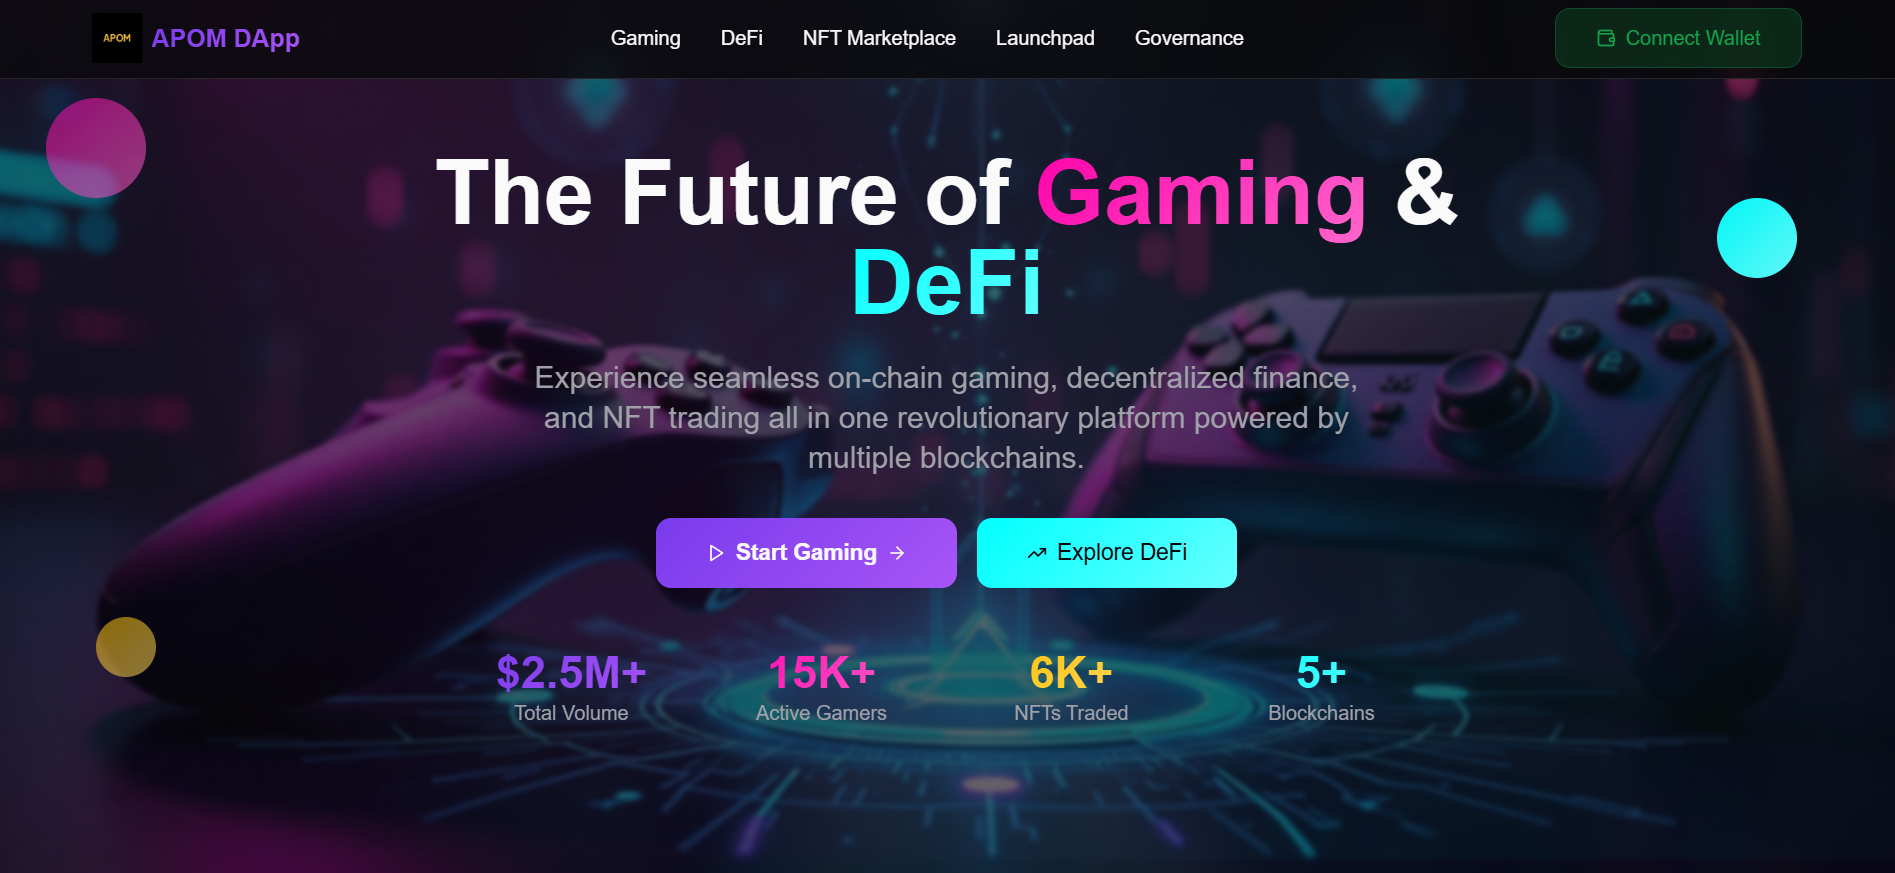 APOM
APOM DApp
Gaming
DeFi
NFT Marketplace
Launchpad
Governance
Connect Wallet
The Future of Gaming &
DeFi
Experience seamless on-chain gaming, decentralized finance,
and NFT trading all in one revolutionary platform powered by
multiple blockchains.
Start Gaming
Explore DeFi
$2.5M+
Total Volume
15K+
Active Gamers
6K+
NFTs Traded
5+
Blockchains